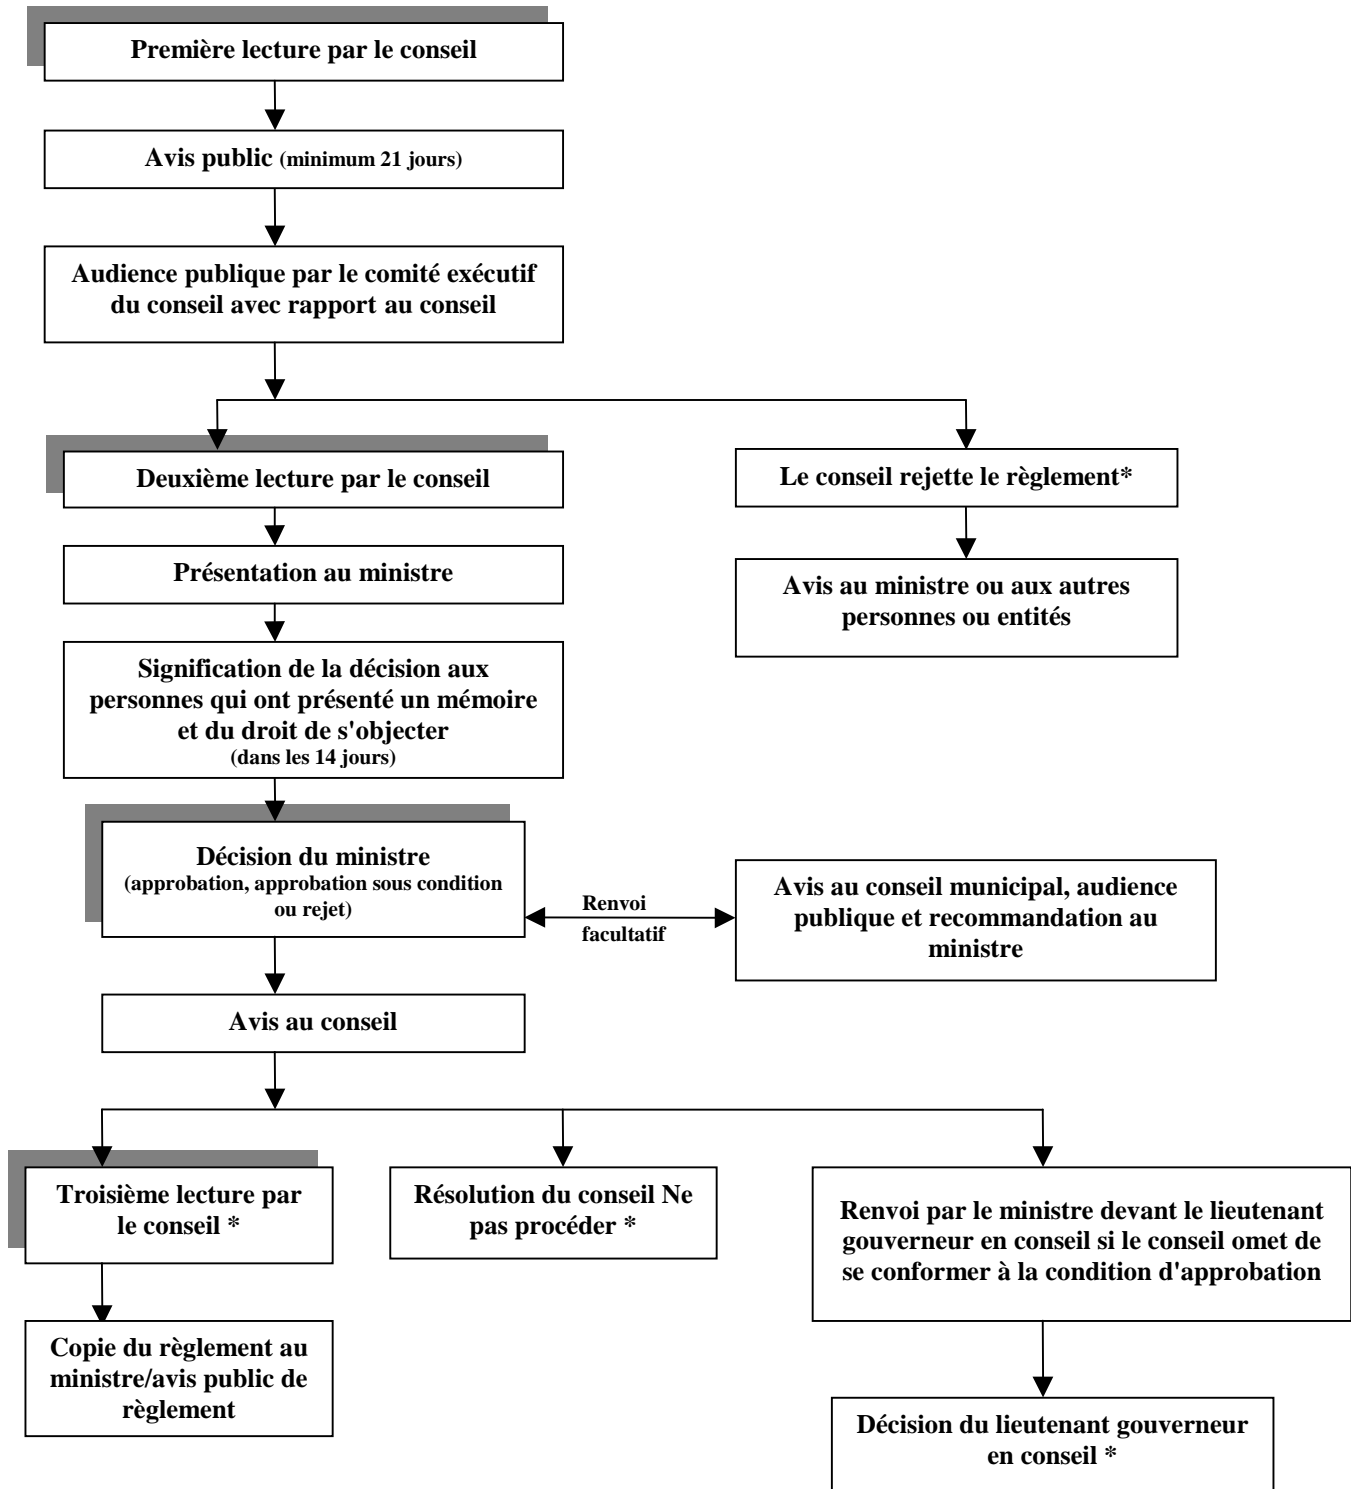 Première lecture par le conseil
Avis public (minimum 21 jours)
Audience publique par le comité exécutif
du conseil avec rapport au conseil
Deuxième lecture par le conseil
Le conseil rejette le règlement*
Présentation au ministre
Avis au ministre ou aux autres
personnes ou entités
Signification de la décision aux
personnes qui ont présenté un mémoire
et du droit de s'objecter
(dans les 14 jours)
Décision du ministre
(approbation, approbation sous condition
ou rejet)
Renvoi
facultatif
Avis au conseil municipal, audience
publique et recommandation au
ministre
Avis au conseil
Troisième lecture par
le conseil *
Résolution du conseil Ne
pas procéder *
Renvoi par le ministre devant le lieutenant
gouverneur en conseil si le conseil omet de
se conformer à la condition d'approbation
Copie du règlement au
ministre/avis public de
règlement
Décision du lieutenant gouverneur
en conseil *